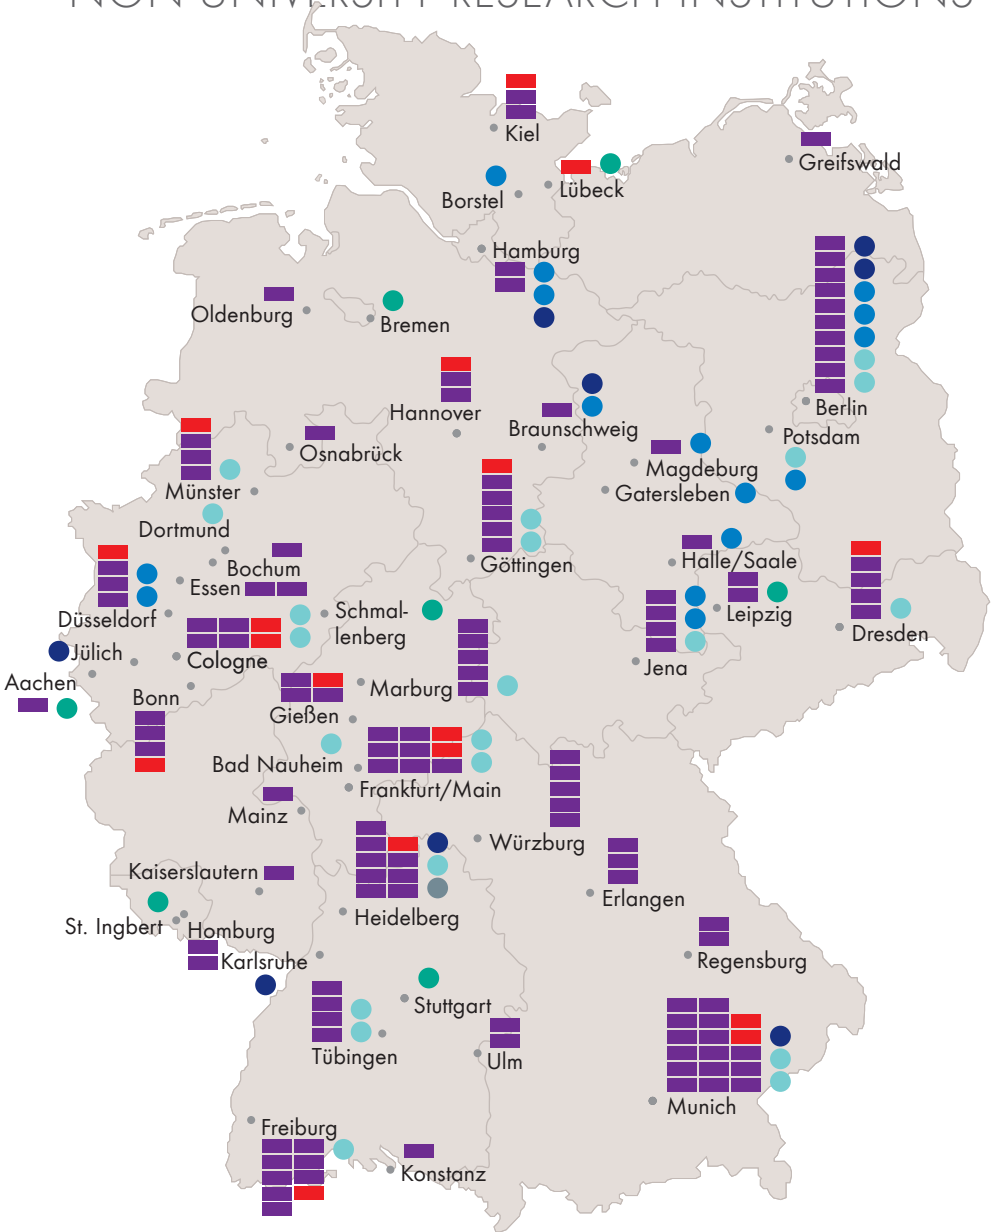 NON-UNIVERSITY RESEARCH INSTITUTIONS
Kiel
Greifswald
Lübeck
Borstel
Hamburg
Oldenburg
Bremen
Hannover
Berlin
Braunschweig
Potsdam
Osnabrück
Magdeburg
Münster
Gatersleben
Dortmund
Halle/Saale
Bochum
Göttingen
Essen
Leipzig
Düsseldorf
Schmal-
lenberg
Dresden
Jülich
Cologne
Jena
Aachen
Bonn
Marburg
Gießen
Bad Nauheim
Frankfurt/Main
Mainz
Würzburg
Kaiserslautern
Erlangen
Heidelberg
St. Ingbert
Homburg
Karlsruhe
Regensburg
Stuttgart
Tübingen
Ulm
Munich
Freiburg
Konstanz